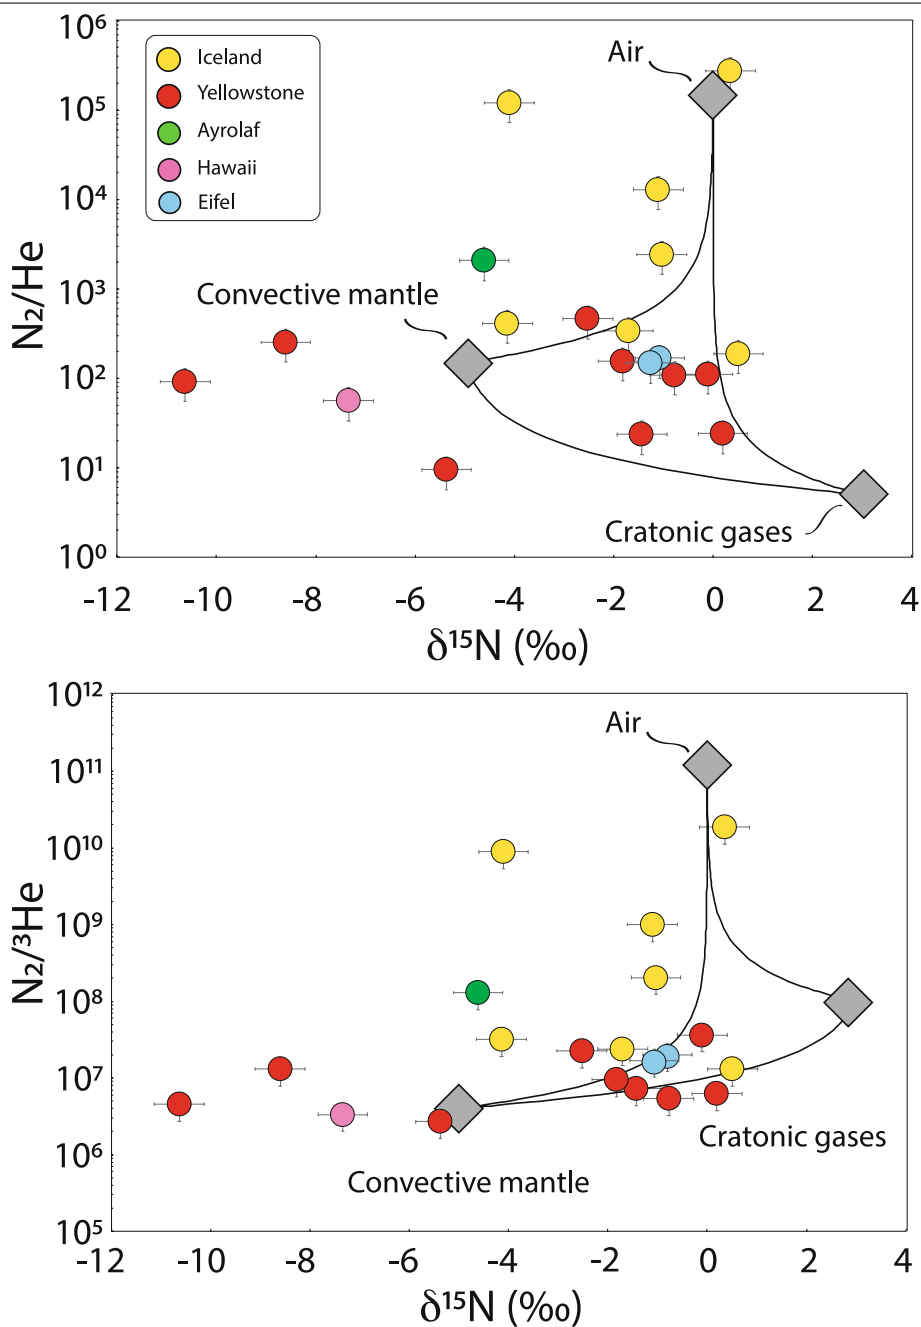 10⁶
10⁵
10⁴
10³
10²
10¹
10⁰
N₂/He
Iceland
Yellowstone
Ayrolaf
Hawaii
Eifel
Air
Convective mantle
Cratonic gases
-12 -10 -8 -6 -4 -2 0 2 4
δ¹⁵N (‰)
10¹²
10¹¹
10¹⁰
10⁹
10⁸
10⁷
10⁶
10⁵
N₂/³He
Air
Cratonic gases
Convective mantle
-12 -10 -8 -6 -4 -2 0 2 4
δ¹⁵N (‰)